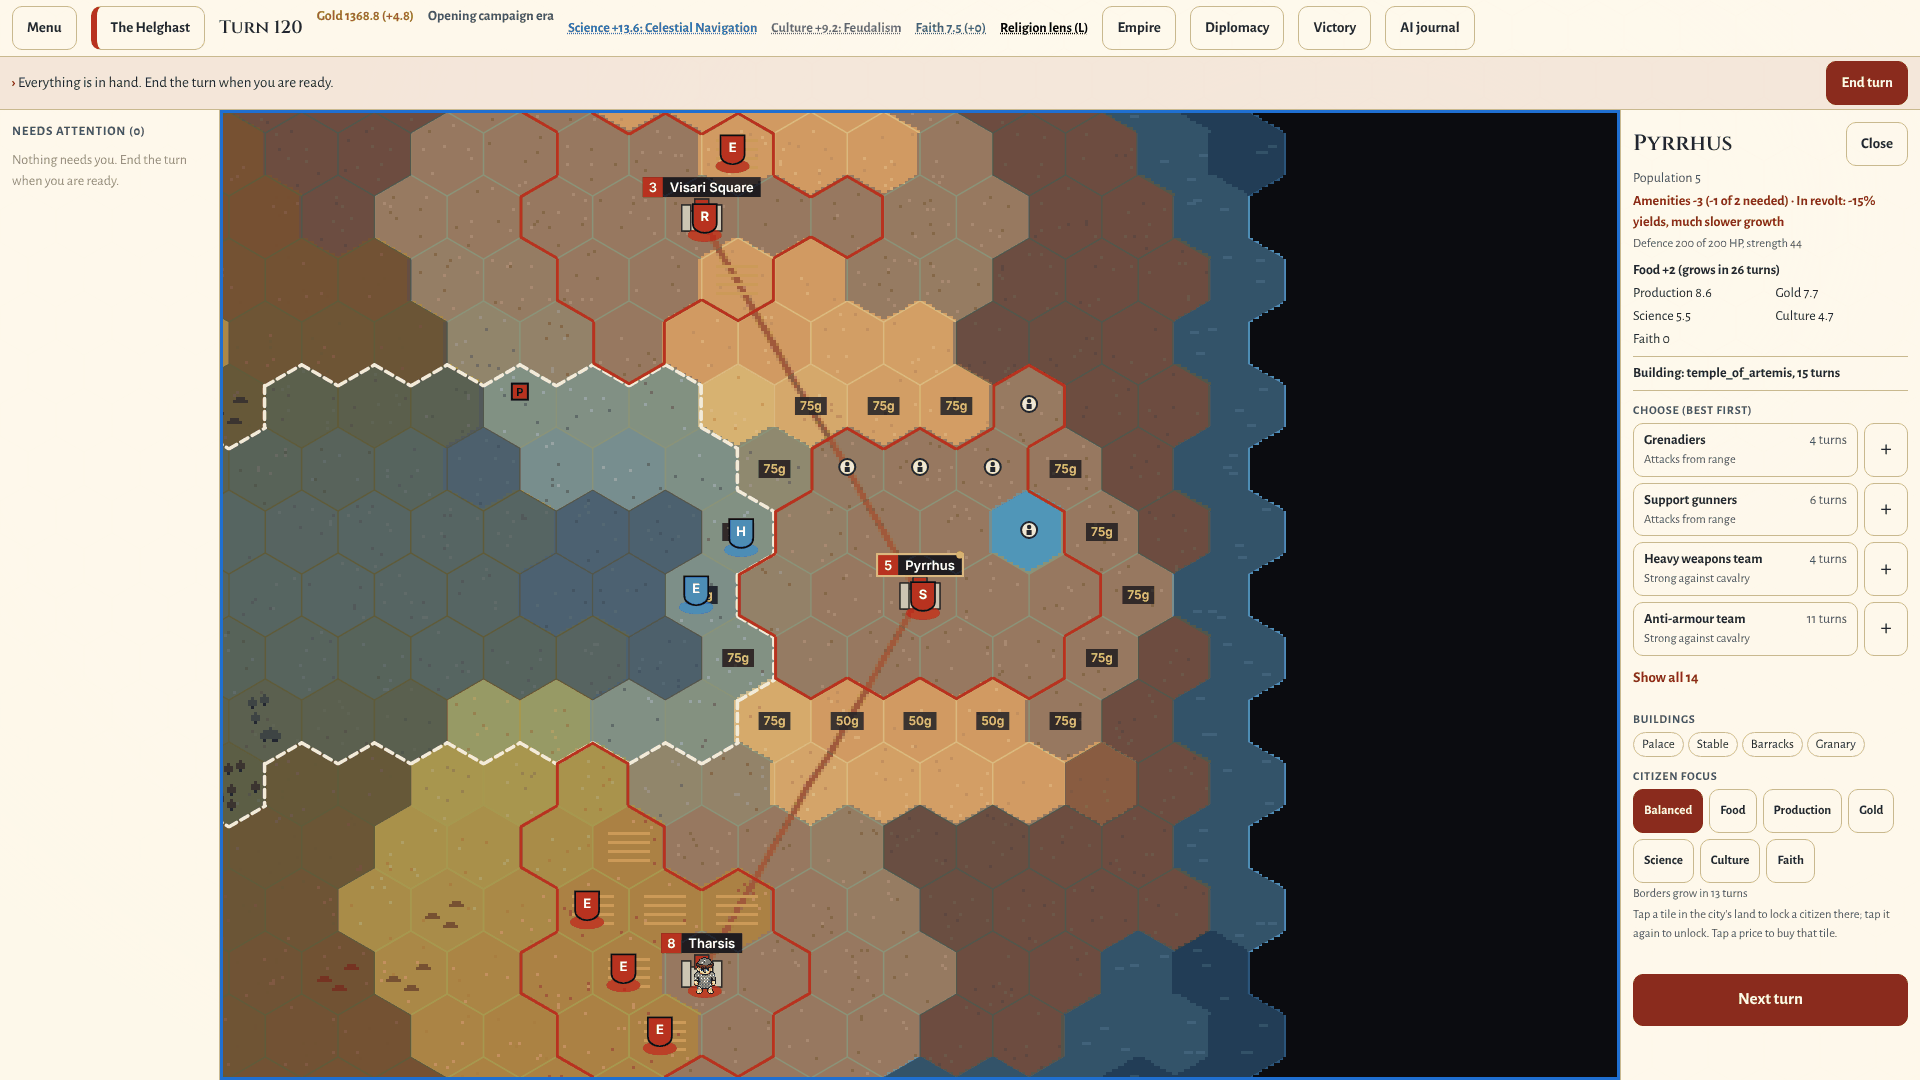 Menu
The Helghast
TURN 120
Gold 1368.8 (+4.8)
Opening campaign era
Science +13.6: Celestial Navigation
Culture +9.2: Feudalism
Faith 7.5 (+0)
Religion lens (L)
Empire
Diplomacy
Victory
AI journal
› Everything is in hand. End the turn when you are ready.
End turn
NEEDS ATTENTION (0)
Nothing needs you. End the turn
when you are ready.
E
3 Visari Square
R
P
75g
75g
75g
75g
75g
H
75g
5 Pyrrhus
E
S
75g
75g
75g
75g
50g
50g
50g
75g
E
8 Tharsis
E
E
PYRRHUS
Close
Population 5
Amenities -3 (-1 of 2 needed) · In revolt: -15%
yields, much slower growth
Defence 200 of 200 HP, strength 44
Food +2 (grows in 26 turns)
Production 8.6
Gold 7.7
Science 5.5
Culture 4.7
Faith 0
Building: temple_of_artemis, 15 turns
CHOOSE (BEST FIRST)
Grenadiers
4 turns
Attacks from range
+
Support gunners
6 turns
Attacks from range
+
Heavy weapons team
4 turns
Strong against cavalry
+
Anti-armour team
11 turns
Strong against cavalry
+
Show all 14
BUILDINGS
Palace
Stable
Barracks
Granary
CITIZEN FOCUS
Balanced
Food
Production
Gold
Science
Culture
Faith
Borders grow in 13 turns
Tap a tile in the city's land to lock a citizen there; tap it
again to unlock. Tap a price to buy that tile.
Next turn